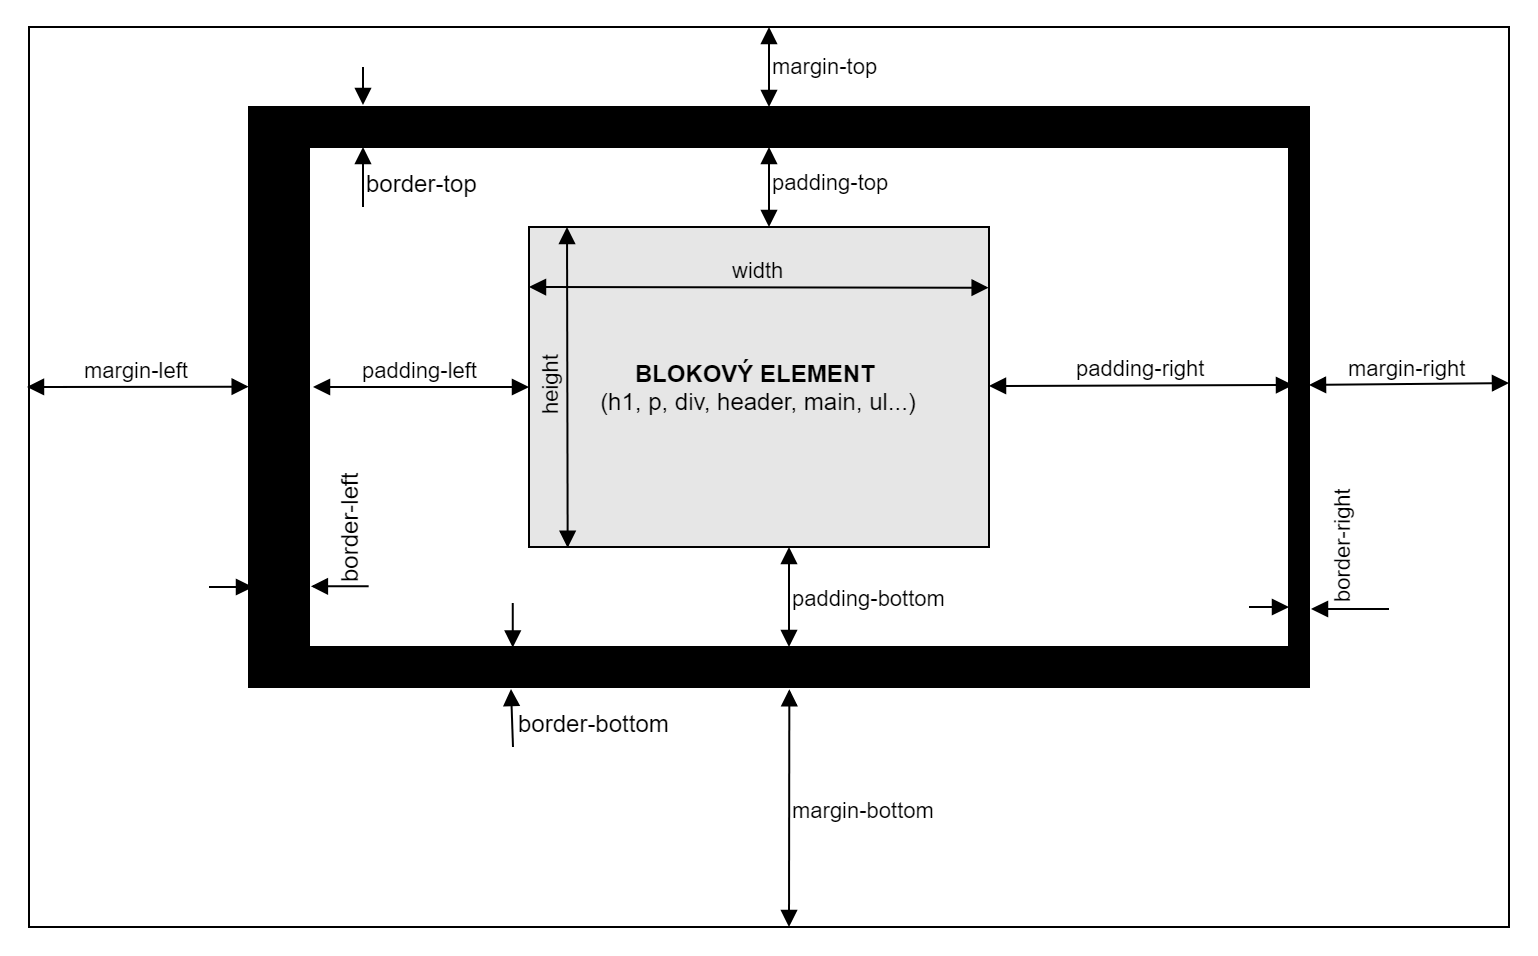 margin-top
border-top
padding-top
width
margin-left
padding-left
height
BLOKOVÝ ELEMENT
(h1, p, div, header, main, ul...)
padding-right
margin-right
border-left
border-right
padding-bottom
border-bottom
margin-bottom